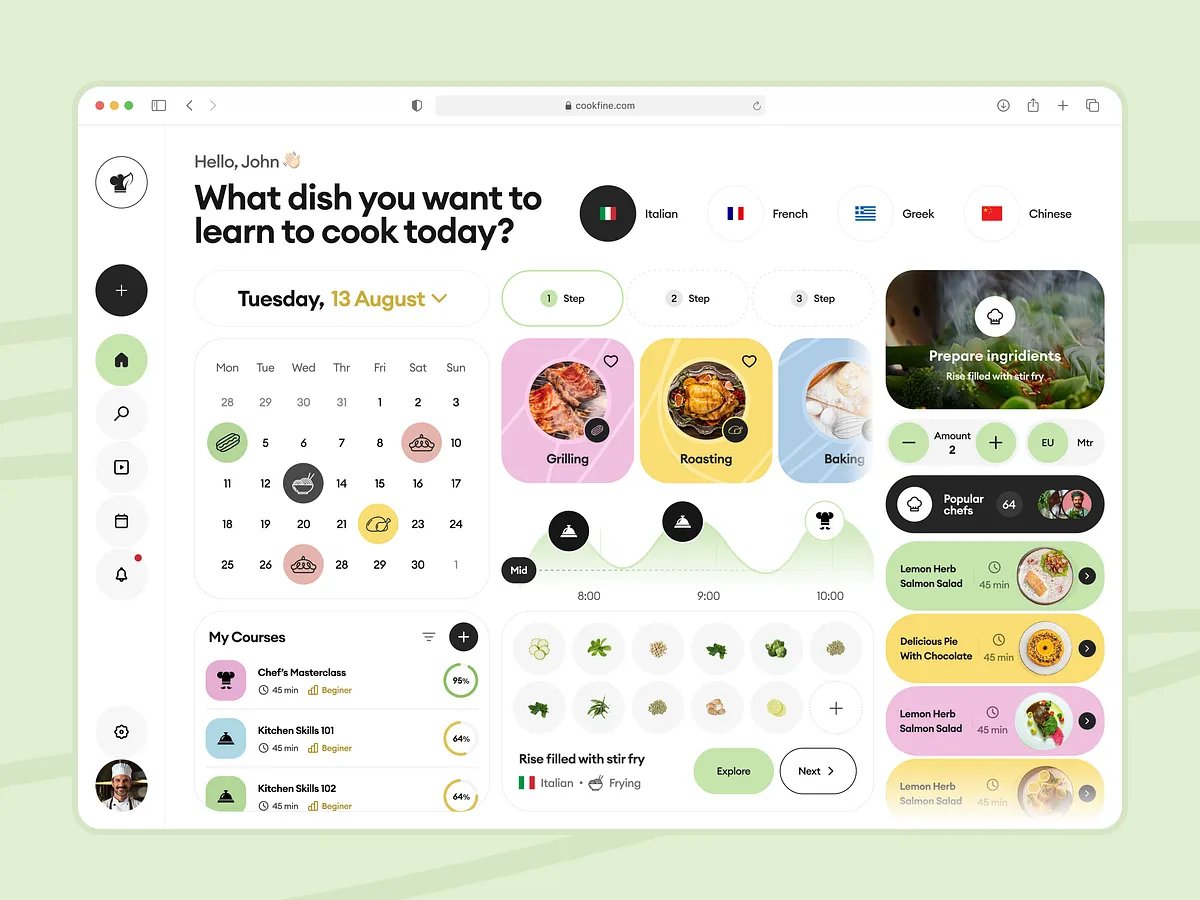 cookfine.com
Hello, John 👋🏻
What dish you want to
learn to cook today?
Italian
French
Greek
Chinese
Tuesday, 13 August
Mon Tue Wed Thr Fri Sat Sun
28 29 30 31 1 2 3
5 6 7 8 10
11 12 14 15 16 17
18 19 20 21 23 24
25 26 28 29 30 1
My Courses
Chef's Masterclass
45 min Beginer
95%
Kitchen Skills 101
45 min Beginer
64%
Kitchen Skills 102
45 min Beginer
64%
1 Step
2 Step
3 Step
Grilling
Roasting
Baking
Mid
8:00 9:00 10:00
Rise filled with stir fry
Italian • Frying
Explore
Next
Prepare ingridients
Rise filled with stir fry
Amount
2
EU Mtr
Popular
chefs
64
Lemon Herb
Salmon Salad
45 min
Delicious Pie
With Chocolate
45 min
Lemon Herb
Salmon Salad
45 min
Lemon Herb
Salmon Salad
45 min